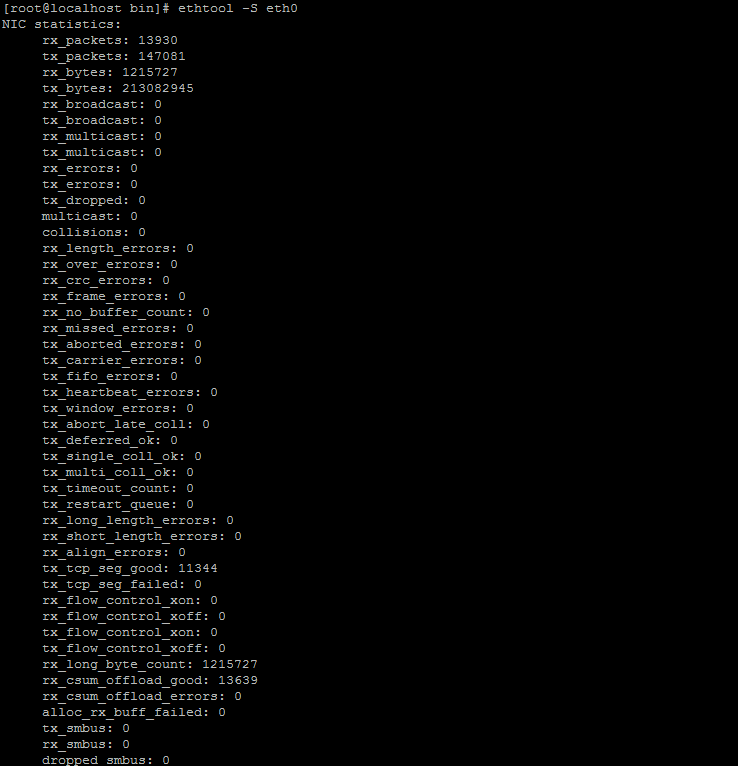 [root@localhost bin]# ethtool -S eth0
NIC statistics:
rx_packets: 13930
tx_packets: 147081
rx_bytes: 1215727
tx_bytes: 213082945
rx_broadcast: 0
tx_broadcast: 0
rx_multicast: 0
tx_multicast: 0
rx_errors: 0
tx_errors: 0
tx_dropped: 0
multicast: 0
collisions: 0
rx_length_errors: 0
rx_over_errors: 0
rx_crc_errors: 0
rx_frame_errors: 0
rx_no_buffer_count: 0
rx_missed_errors: 0
tx_aborted_errors: 0
tx_carrier_errors: 0
tx_fifo_errors: 0
tx_heartbeat_errors: 0
tx_window_errors: 0
tx_abort_late_coll: 0
tx_deferred_ok: 0
tx_single_coll_ok: 0
tx_multi_coll_ok: 0
tx_timeout_count: 0
tx_restart_queue: 0
rx_long_length_errors: 0
rx_short_length_errors: 0
rx_align_errors: 0
tx_tcp_seg_good: 11344
tx_tcp_seg_failed: 0
rx_flow_control_xon: 0
rx_flow_control_xoff: 0
tx_flow_control_xon: 0
tx_flow_control_xoff: 0
rx_long_byte_count: 1215727
rx_csum_offload_good: 13639
rx_csum_offload_errors: 0
alloc_rx_buff_failed: 0
tx_smbus: 0
rx_smbus: 0
dropped_smbus: 0